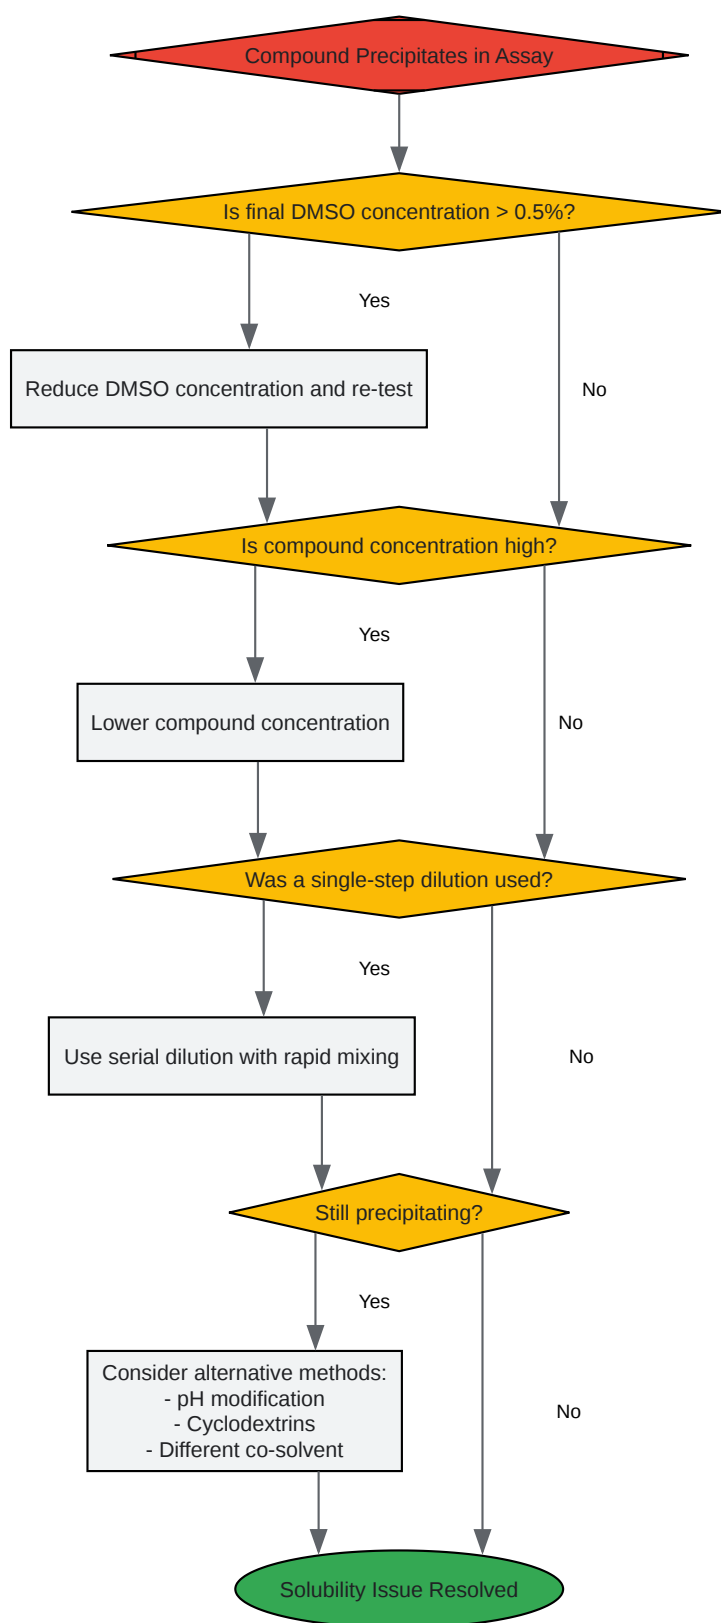 Compound Precipitates in Assay
Is final DMSO concentration > 0.5%?
Yes
Reduce DMSO concentration and re-test
No
Is compound concentration high?
Yes
Lower compound concentration
No
Was a single-step dilution used?
Yes
Use serial dilution with rapid mixing
No
Still precipitating?
Yes
Consider alternative methods:
- pH modification
- Cyclodextrins
- Different co-solvent
No
Solubility Issue Resolved